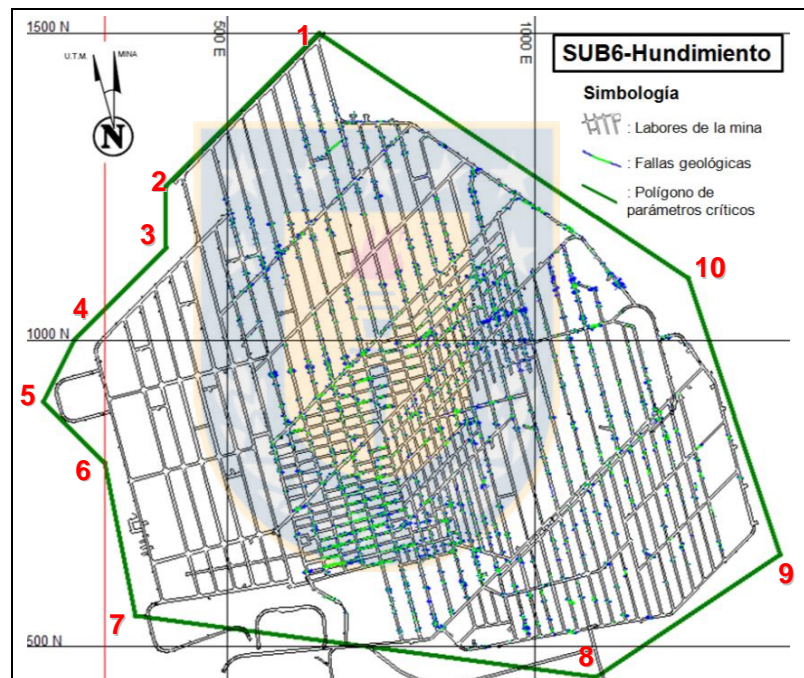 1500 N
500 E
1
1000 E
SUB6-Hundimiento
U.T.M.
MINA
N
Simbología
: Labores de la mina
: Fallas geológicas
: Polígono de
parámetros críticos
2
3
10
4
1000 N
5
6
9
7
500 N
8